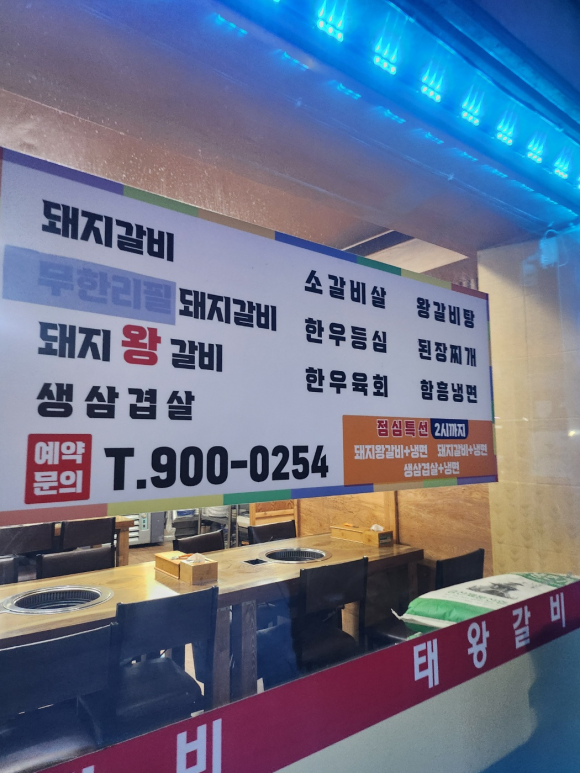 돼지갈비
무한리필 돼지갈비
돼지 왕 갈비
생삼겹살
소갈비살
한우등심
한우육회
왕갈비탕
된장찌개
함흥냉면
예약
문의
T.900-0254
점심특선 2시까지
돼지왕갈비+냉면 돼지갈비+냉면
생삼겹살+냉면
태왕갈비
비